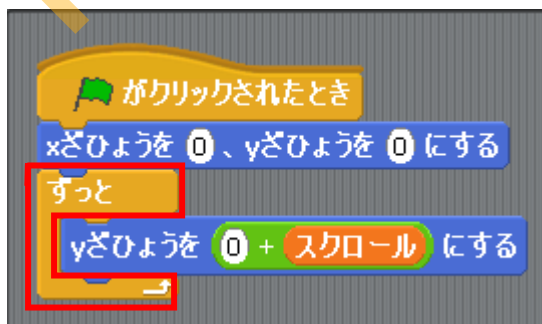 がクリックされたとき
xざひょうを 0 、yざひょうを 0 にする
ずっと
yざひょうを 0 + スクロール にする